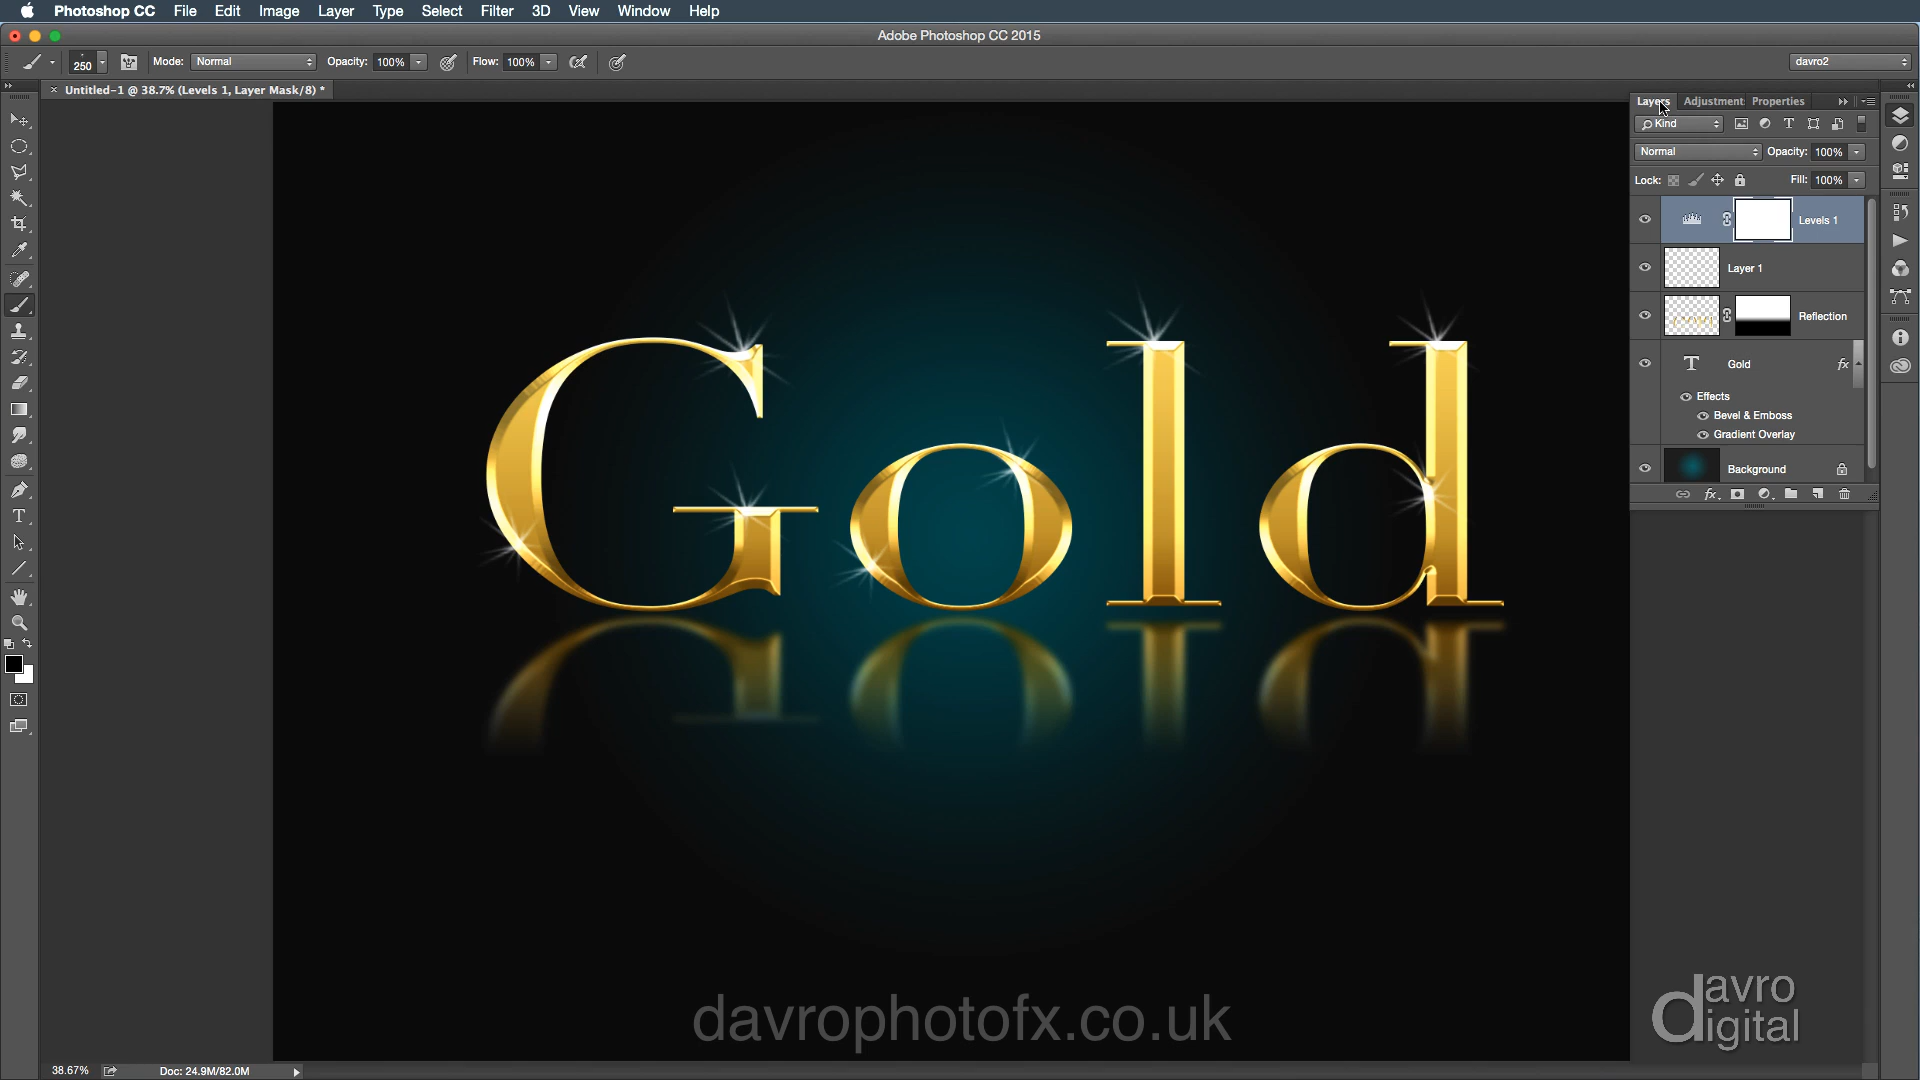 Photoshop CC File Edit Image Layer Type Select Filter 3D View Window Help
Adobe Photoshop CC 2015
250 Mode: Normal Opacity: 100% Flow: 100% davro2
Untitled-1 @ 38.7% (Levels 1, Layer Mask/8) *
Layers Adjustment Properties
Kind
Normal Opacity: 100%
Lock: Fill: 100%
Levels 1
Layer 1
Reflection
T Gold fx
Effects
Bevel & Emboss
Gradient Overlay
Background
fx
Gold
davrophotofx.co.uk
davro
digital
38.67% Doc: 24.9M/82.0M